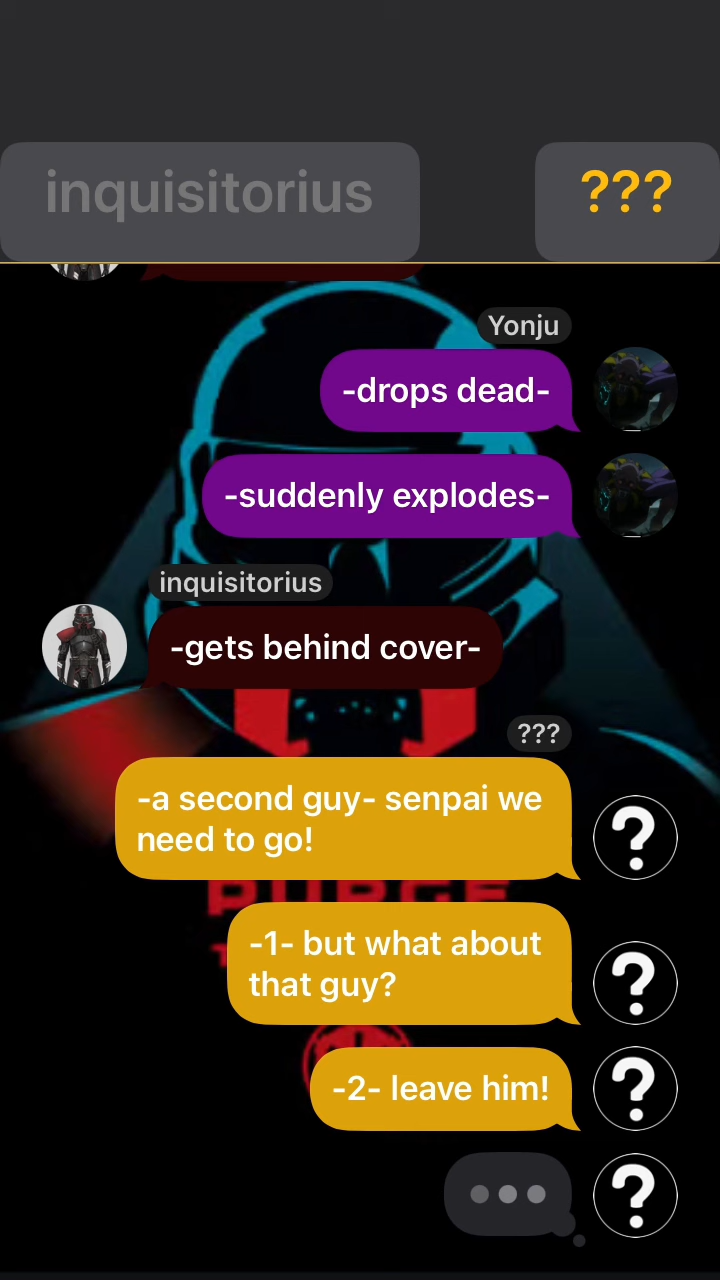 inquisitorius
???
Yonju
-drops dead-
-suddenly explodes-
inquisitorius
-gets behind cover-
???
-a second guy- senpai we
need to go!
?
PURGE
-1- but what about
that guy?
?
-2- leave him!
?
?